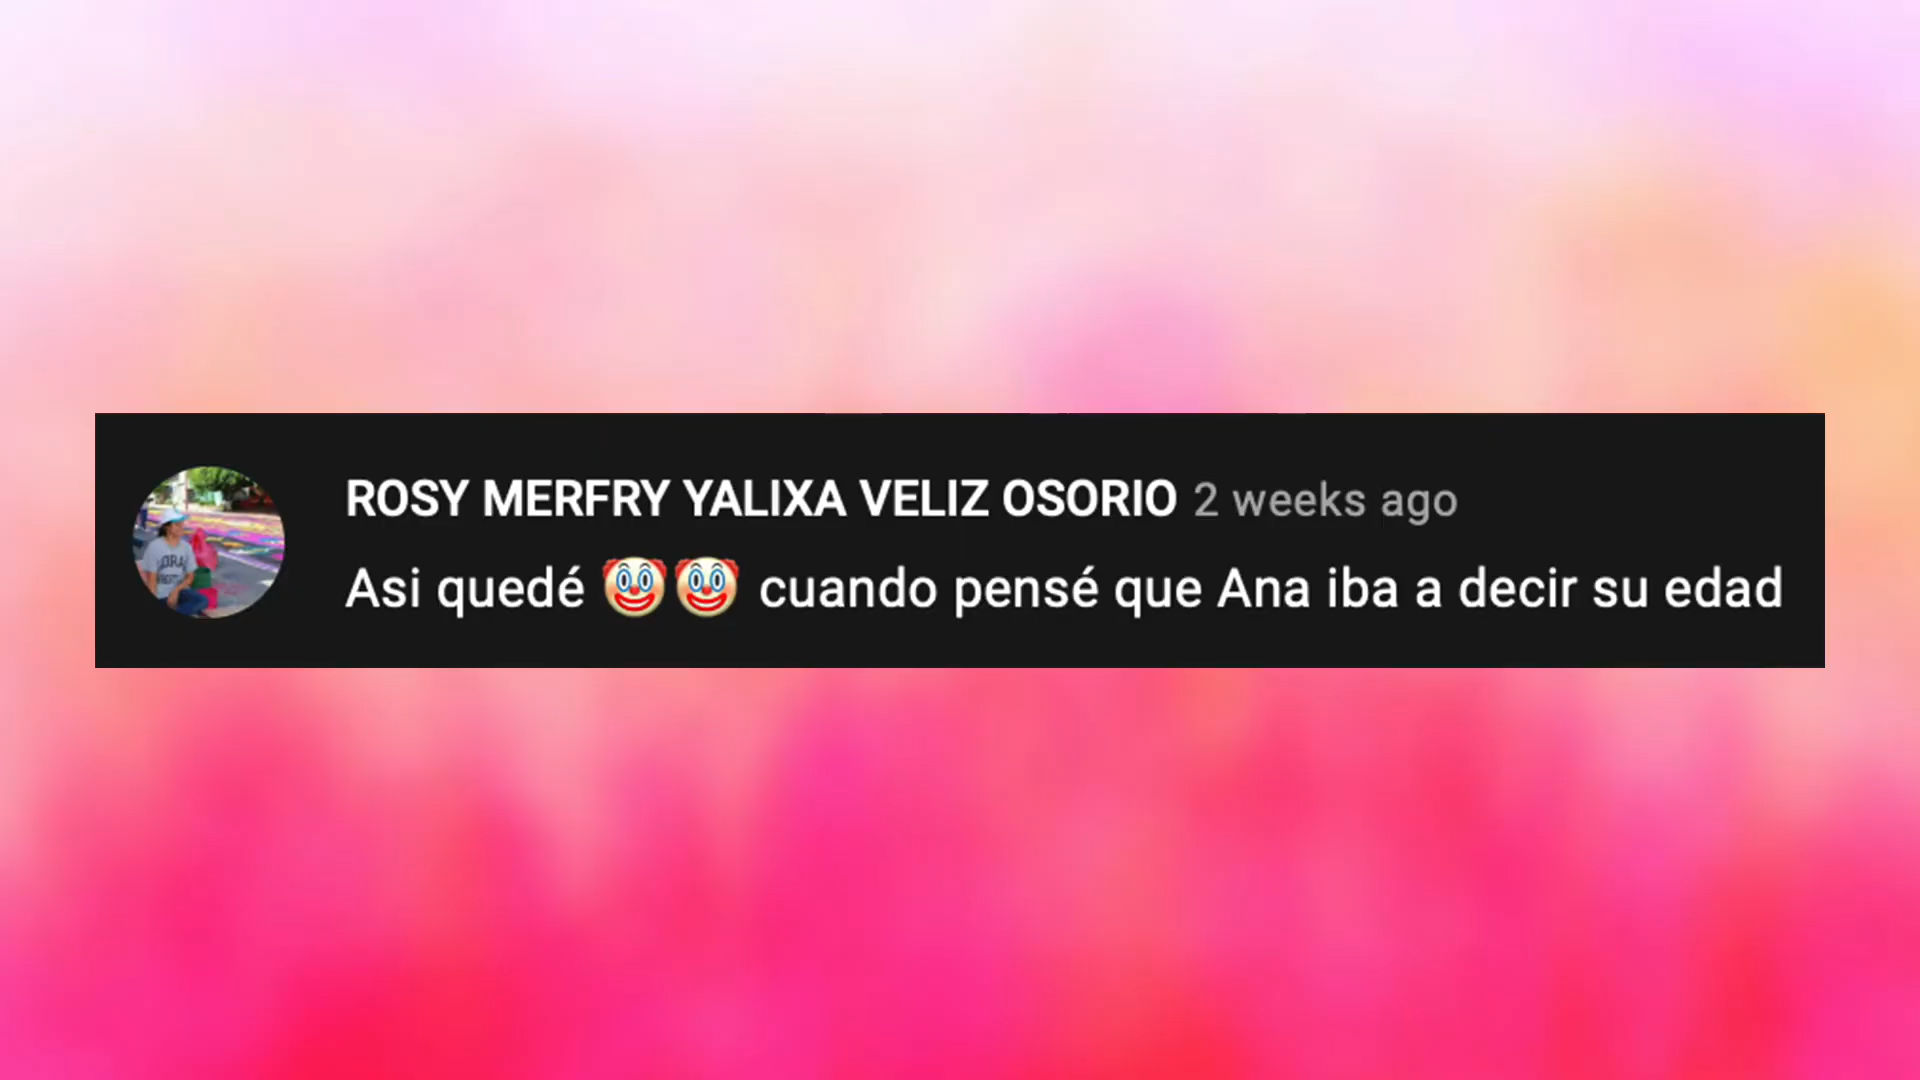 ROSY MERFRY YALIXA VELIZ OSORIO 2 weeks ago
Asi quedé 🤡🤡 cuando pensé que Ana iba a decir su edad